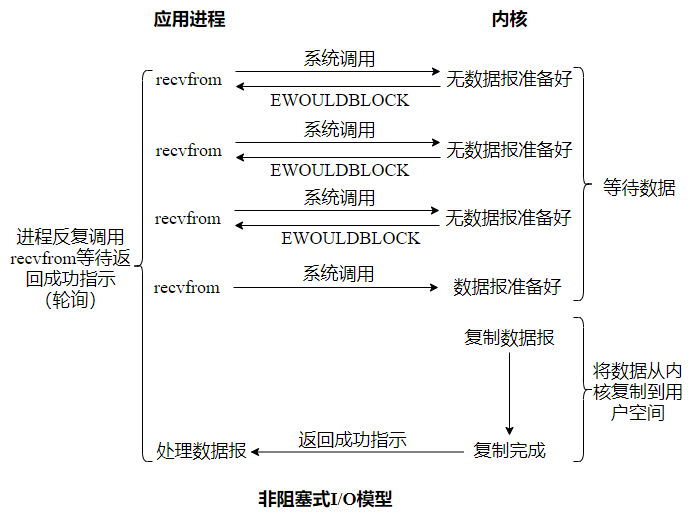 应用进程
内核
系统调用
recvfrom
无数据报准备好
EWOULDBLOCK
系统调用
recvfrom
无数据报准备好
EWOULDBLOCK
系统调用
recvfrom
无数据报准备好
EWOULDBLOCK
等待数据
进程反复调用
recvfrom等待返
回成功指示
（轮询）
系统调用
recvfrom
数据报准备好
复制数据报
将数据从内
核复制到用
户空间
返回成功指示
处理数据报
复制完成
非阻塞式I/O模型